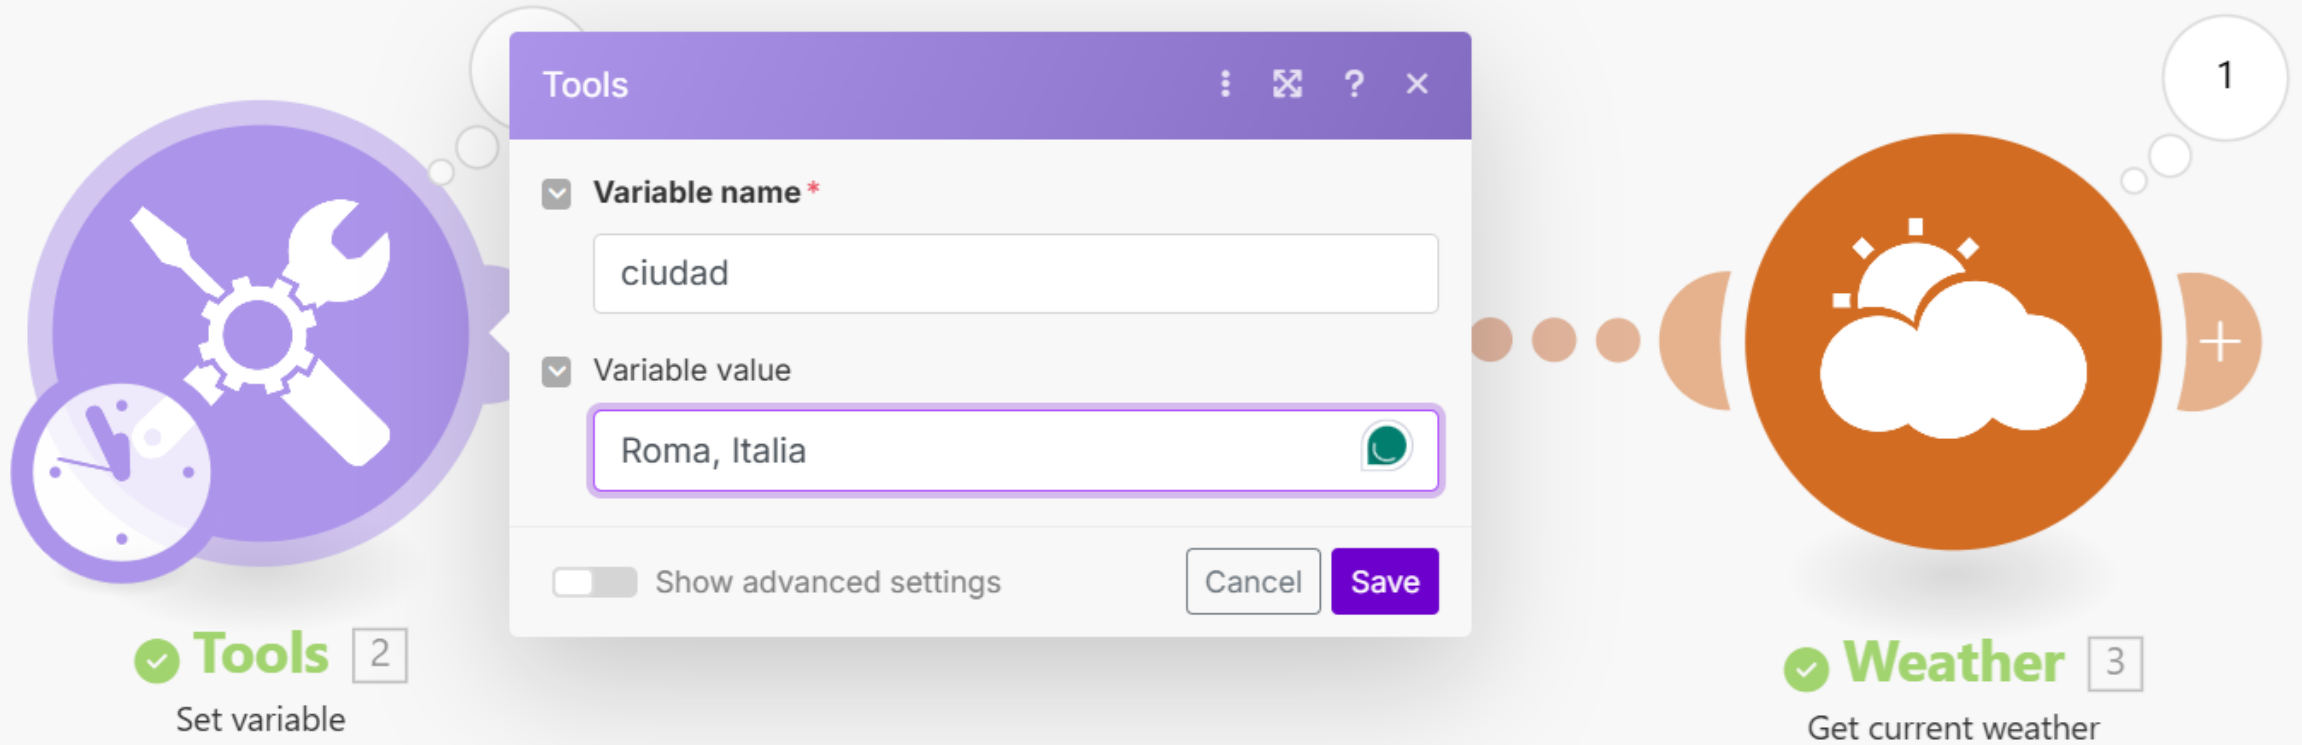 Tools
?
1
Variable name*
ciudad
Variable value
Roma, Italia
Show advanced settings
Cancel
Save
Tools 2
Set variable
Weather 3
Get current weather